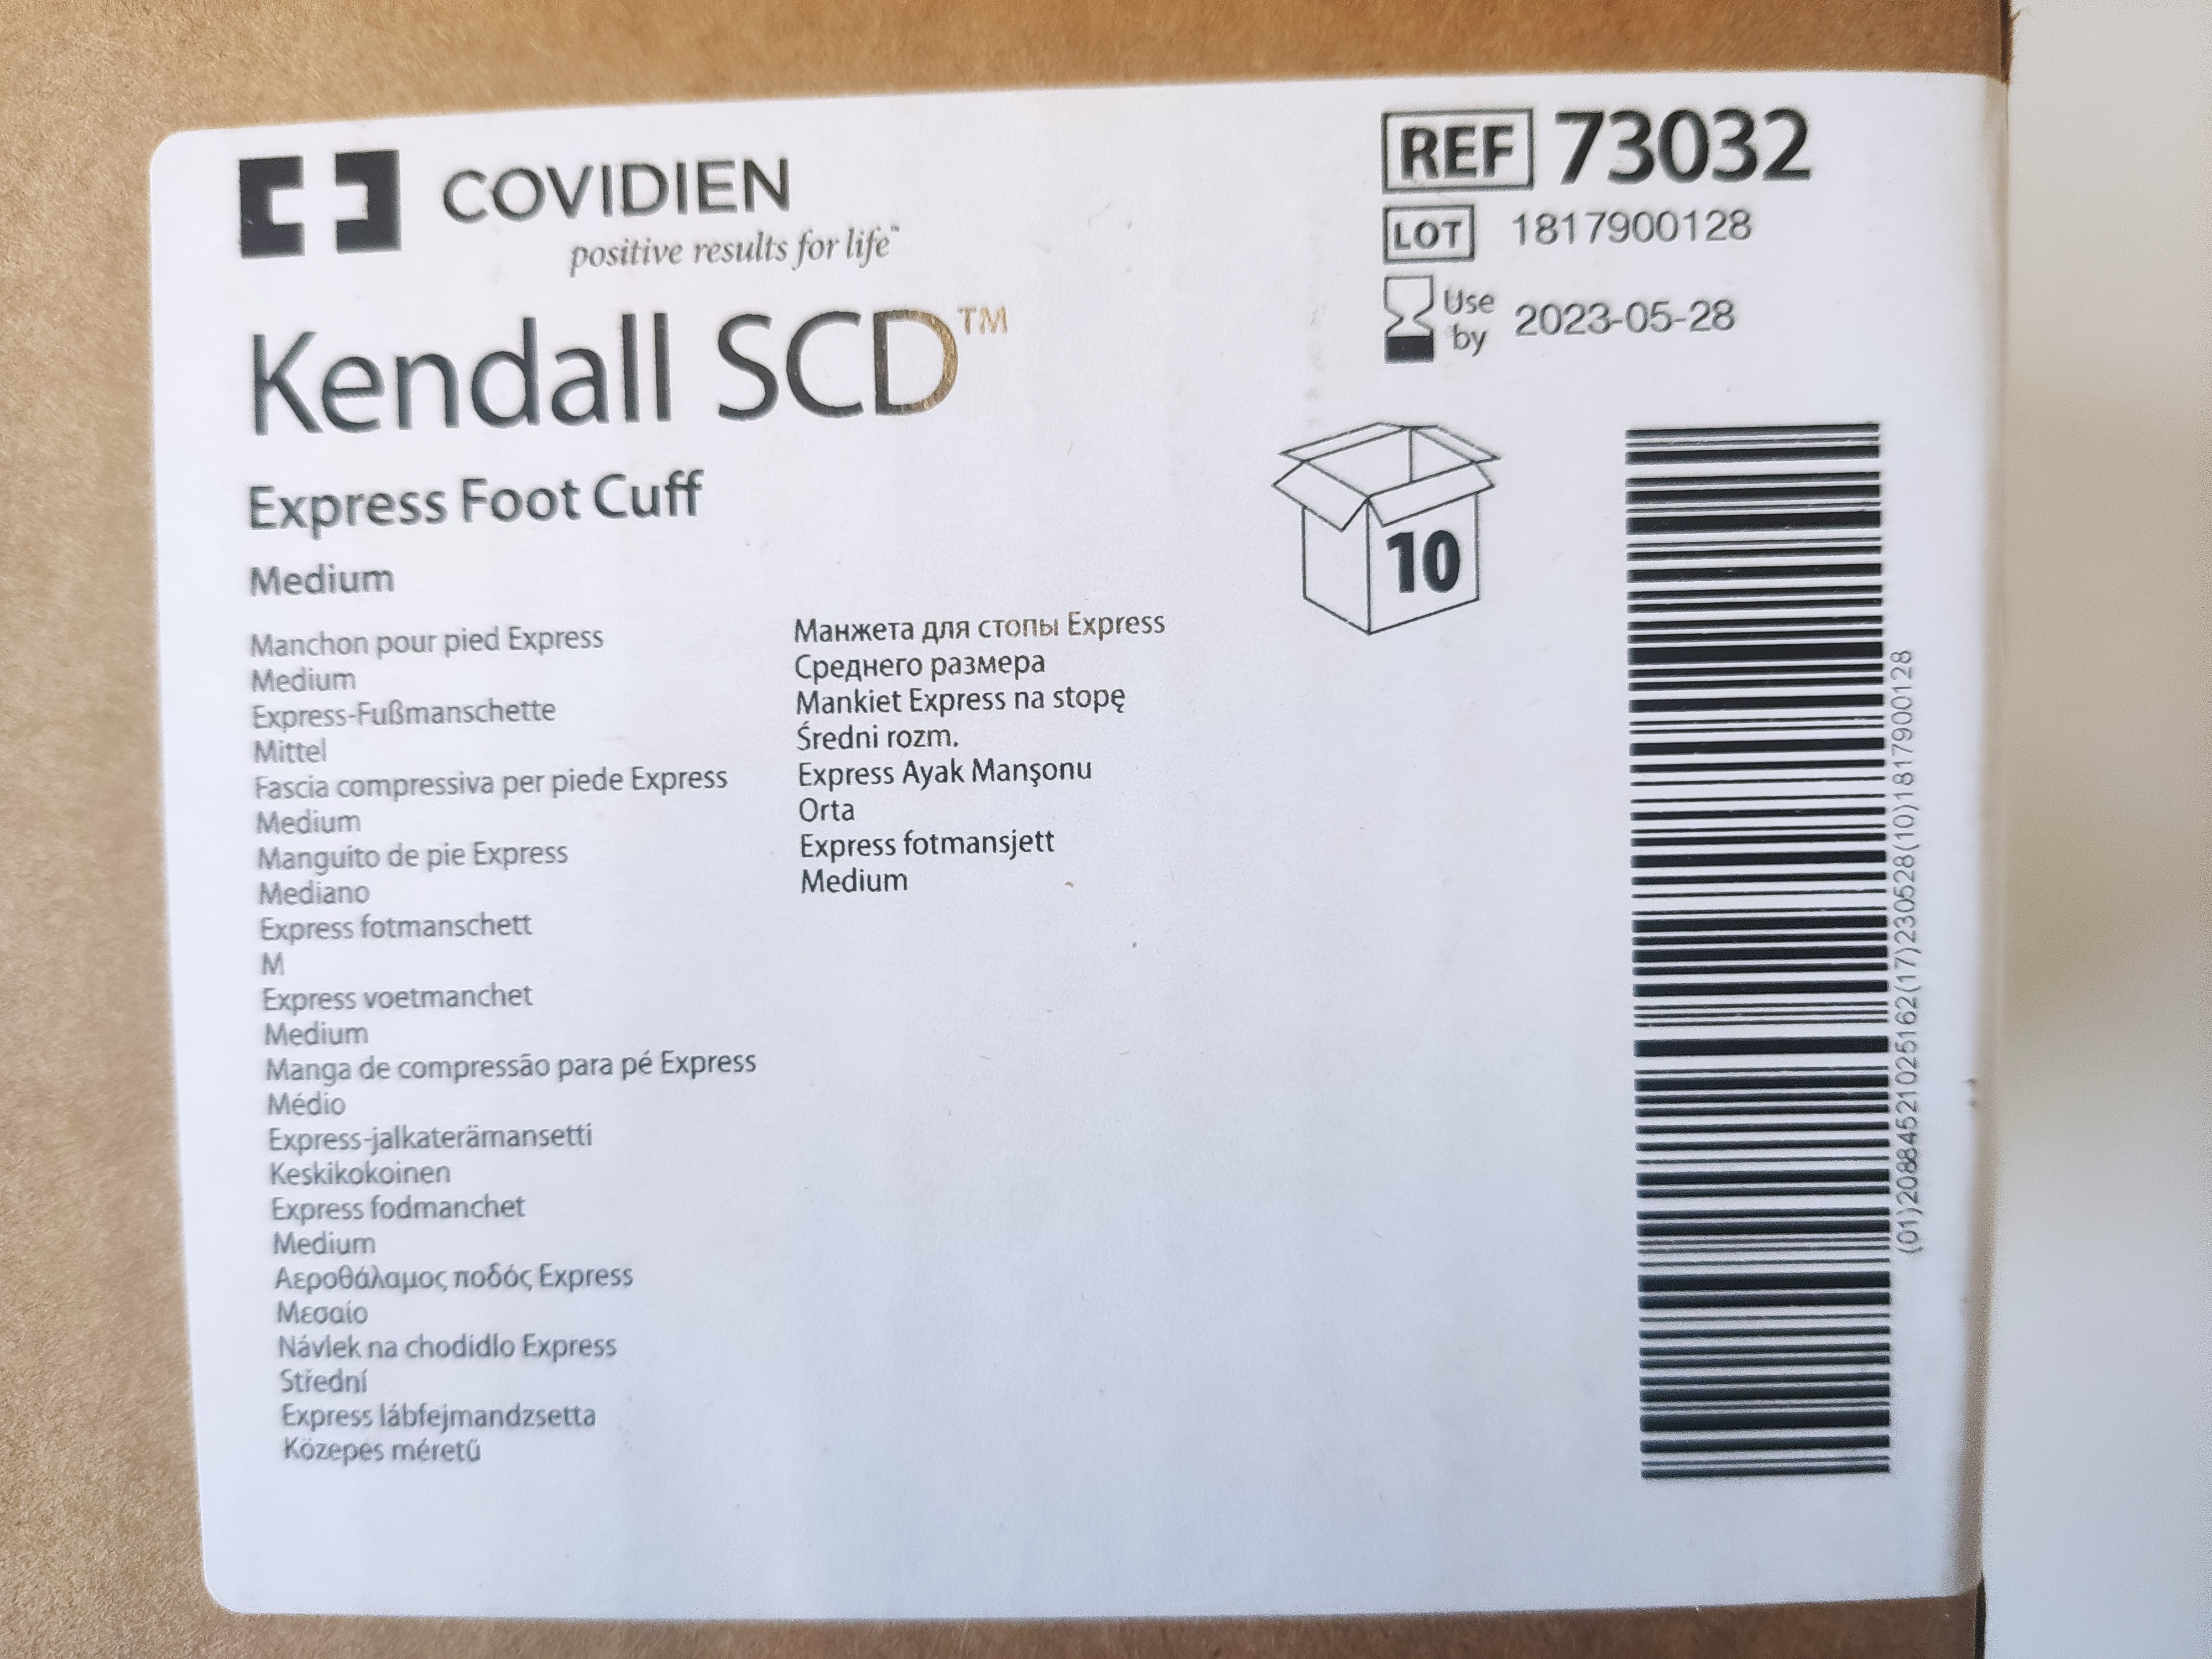 COVIDIEN
positive results for life™
Kendall SCD™
Express Foot Cuff
Medium
Manchon pour pied Express
Medium
Express-Fußmanschette
Mittel
Fascia compressiva per piede Express
Medium
Manguito de pie Express
Mediano
Express fotmanschett
M
Express voetmanchet
Medium
Manga de compressão para pé Express
Médio
Express-jalkaterämansetti
Keskikokoinen
Express fodmanchet
Medium
Αεροθάλαμος ποδός Express
Μεσαίο
Návlek na chodidlo Express
Střední
Express lábfejmandzsetta
Közepes méretű
Манжета для стопы Express
Среднего размера
Mankiet Express na stopę
Średni rozm.
Express Ayak Manşonu
Orta
Express fotmansjett
Medium
REF 73032
LOT 1817900128
Use by 2023-05-28
10
(01)20884521025162(17)230528(10)1817900128